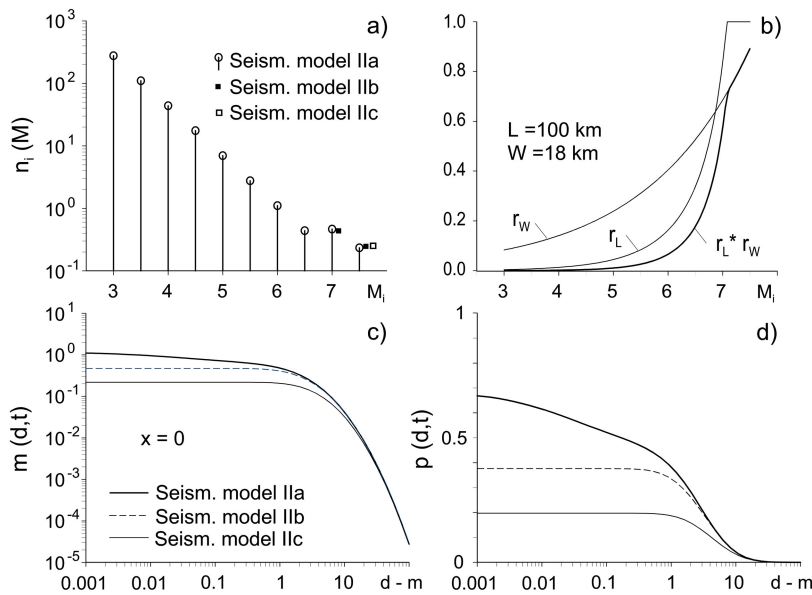 a)
n_i (M)
10^3
10^2
10^1
10^0
10^-1
Seism. model IIa
Seism. model IIb
Seism. model IIc
3 4 5 6 7 M_i
b)
1.0
0.8
0.6
0.4
0.2
0.0
L =100 km
W =18 km
r_W
r_L
r_L* r_W
3 4 5 6 7 M_i
c)
m (d,t)
10^1
10^0
10^-1
10^-2
10^-3
10^-4
10^-5
x = 0
Seism. model IIa
Seism. model IIb
Seism. model IIc
0.001 0.01 0.1 1 10 d - m
d)
p (d,t)
1
0.5
0
0.001 0.01 0.1 1 10 d - m